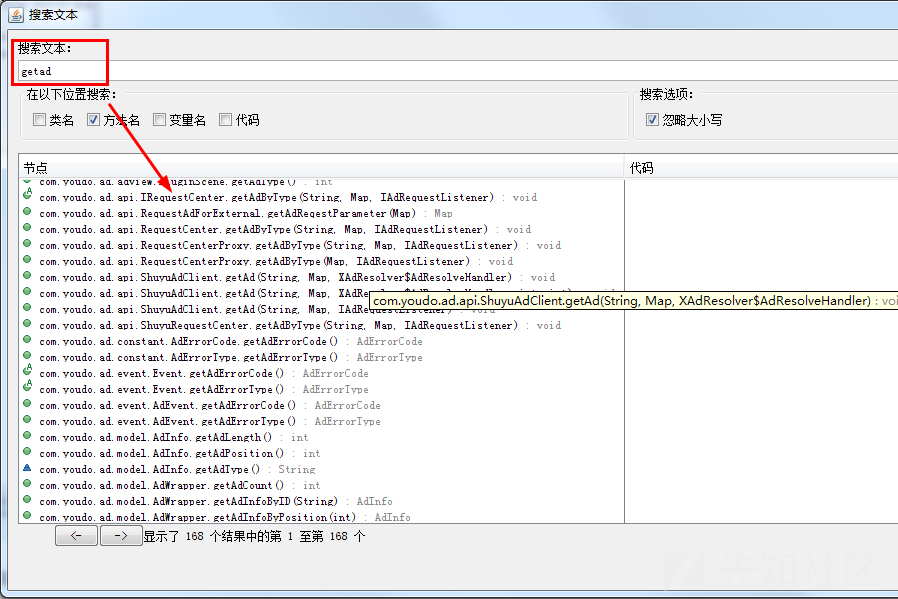 搜索文本
搜索文本:
getad
在以下位置搜索:
搜索选项:
类名 方法名 变量名 代码
忽略大小写
节点
代码
com.youdo.ad.adview.PluginScene.getAdType() : int
com.youdo.ad.api.IRequestCenter.getAdByType(String, Map, IAdRequestListener) : void
com.youdo.ad.api.RequestAdForExternal.getAdReqestParameter(Map) : Map
com.youdo.ad.api.RequestCenter.getAdByType(String, Map, IAdRequestListener) : void
com.youdo.ad.api.RequestCenterProxy.getAdByType(String, Map, IAdRequestListener) : void
com.youdo.ad.api.RequestCenterProxy.getAdByType(Map, IAdRequestListener) : void
com.youdo.ad.api.ShuyuAdClient.getAd(String, Map, XAdResolver$AdResolveHandler) : void
com.youdo.ad.api.ShuyuAdClient.getAd(String, Map, XAdResolver$AdResolveHandler
com.youdo.ad.api.ShuyuAdClient.getAd(String, Map, XAdResolver$AdResolveHandler) : voi
com.youdo.ad.api.ShuyuAdClient.getAdByType(String, Map, IAdRequestListener) : void
com.youdo.ad.api.ShuyuRequestCenter.getAdByType(String, Map, IAdRequestListener) : void
com.youdo.ad.constant.AdErrorCode.getAdErrorCode() : AdErrorCode
com.youdo.ad.constant.AdErrorType.getAdErrorType() : AdErrorType
com.youdo.ad.event.Event.getAdErrorCode() : AdErrorCode
com.youdo.ad.event.Event.getAdErrorType() : AdErrorType
com.youdo.ad.event.AdEvent.getAdErrorCode() : AdErrorCode
com.youdo.ad.event.AdEvent.getAdErrorType() : AdErrorType
com.youdo.ad.model.AdInfo.getAdLength() : int
com.youdo.ad.model.AdInfo.getAdPosition() : int
com.youdo.ad.model.AdInfo.getAdType() : String
com.youdo.ad.model.AdWrapper.getAdCount() : int
com.youdo.ad.model.AdWrapper.getAdInfoByID(String) : AdInfo
com.youdo.ad.model.AdWrapper.getAdInfoByPosition(int) : AdInfo
<- -> 显示了 168 个结果中的第 1 至第 168 个
先知社区